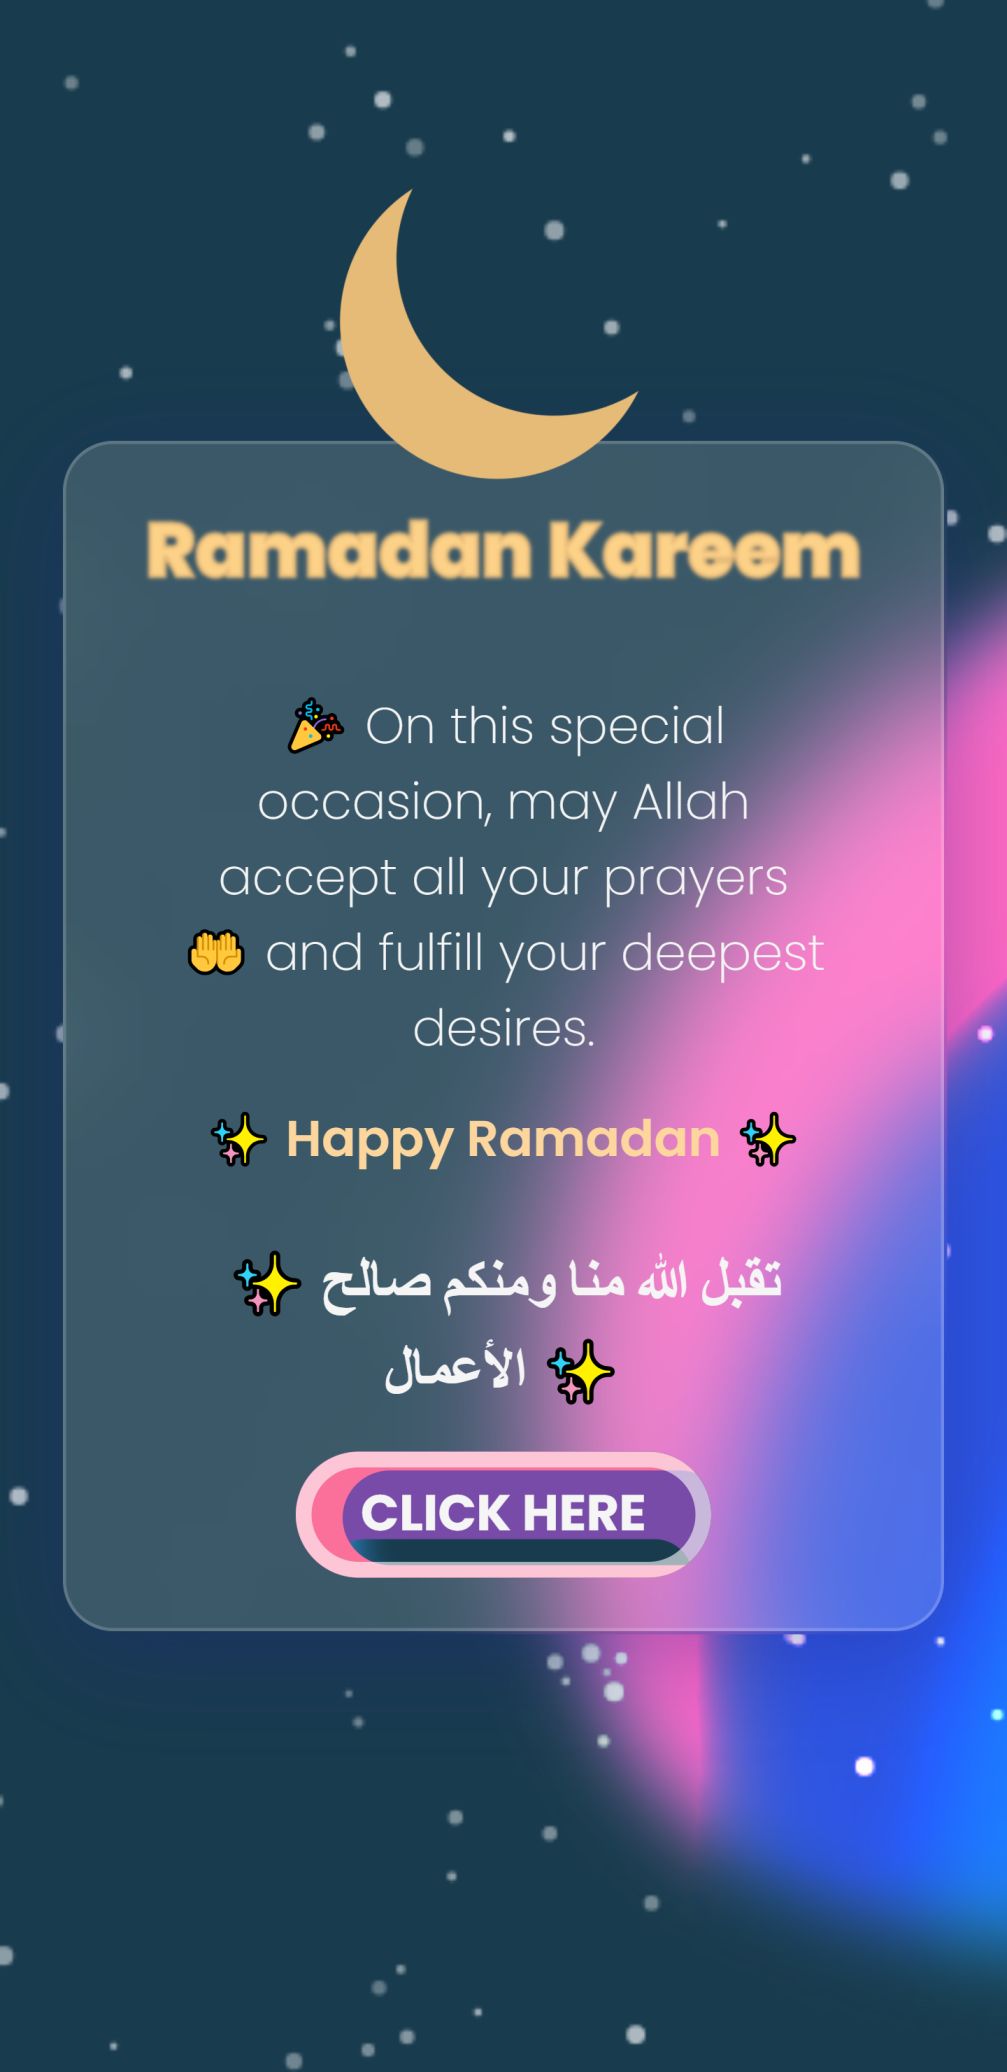 Ramadan Kareem
🎉 On this special
occasion, may Allah
accept all your prayers
🤲 and fulfill your deepest
desires.
✨ Happy Ramadan ✨
تقبل الله منا ومنكم صالح ✨
✨ الأعمال
CLICK HERE